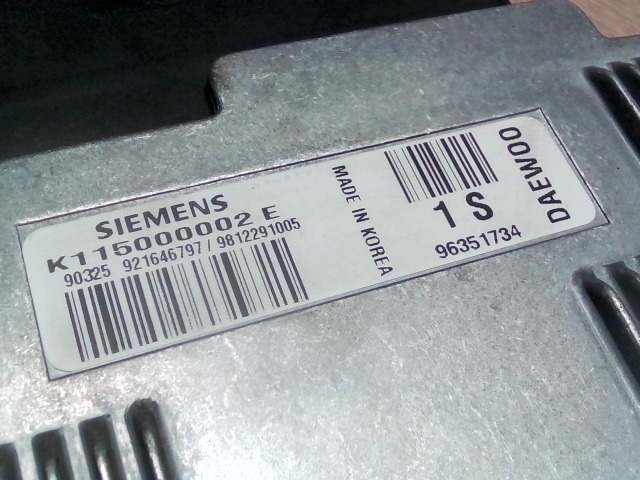 SIEMENS
K115000002 E
90325 921646797 / 9812291005
MADE IN KOREA
1 S
96351734
DAEWOO